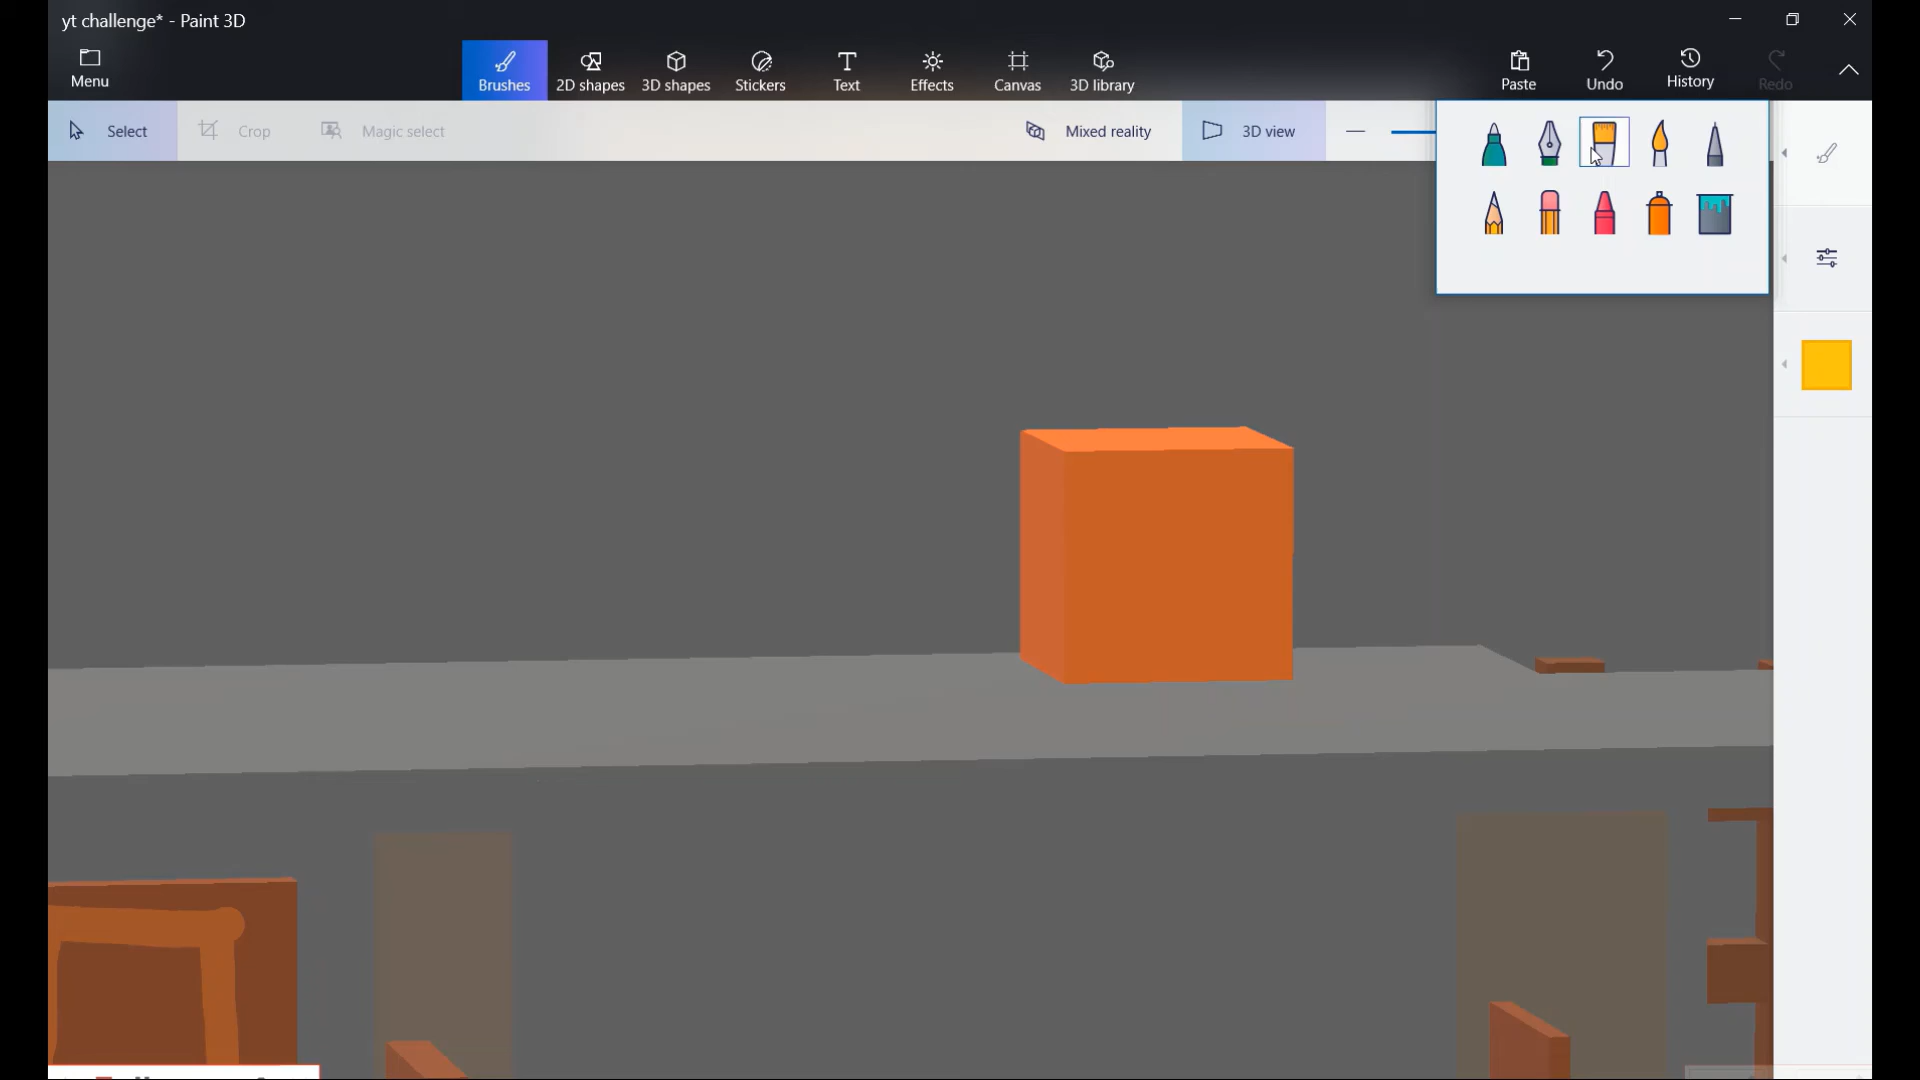 yt challenge* - Paint 3D
Menu
Brushes
2D shapes
3D shapes
Stickers
Text
Effects
Canvas
3D library
Paste
Undo
History
Redo
Select
Crop
Magic select
Mixed reality
3D view